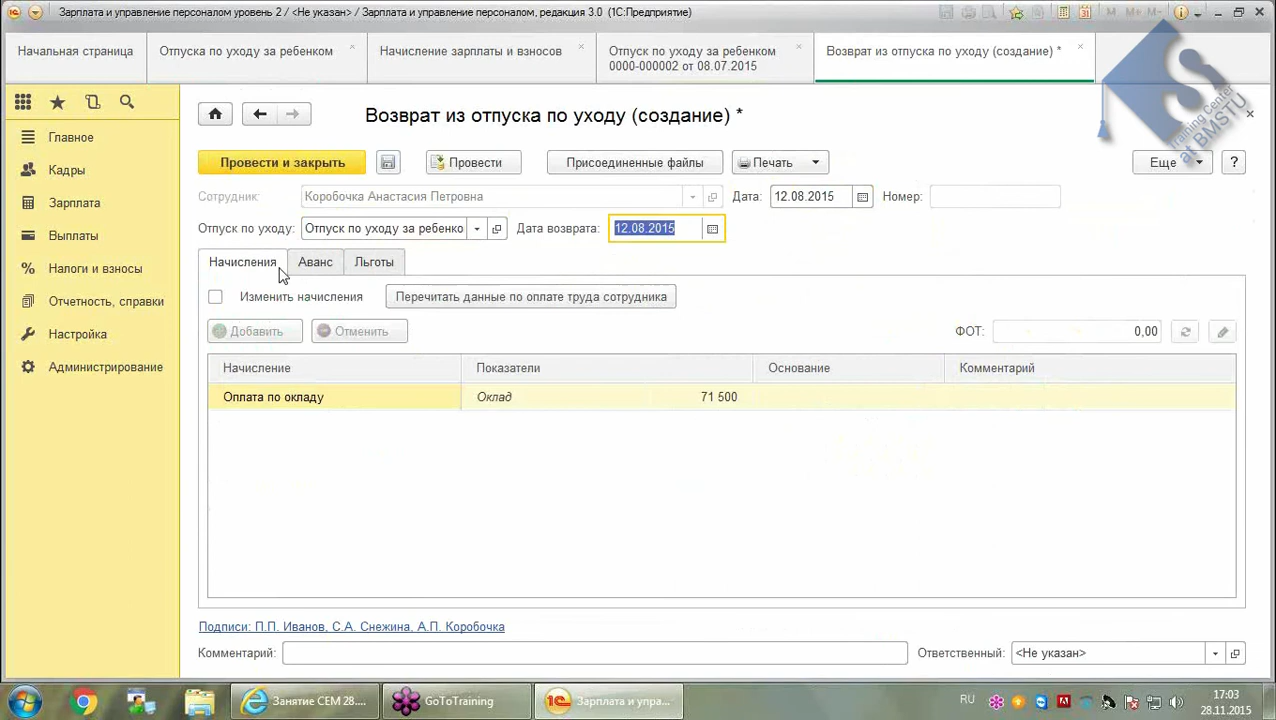 Зарплата и управление персоналом уровень 2 / <Не указан> / Зарплата и управление персоналом, редакция 3.0 (1С:Предприятие)
M M+ M-
Начальная страница
Отпуска по уходу за ребенком
Начисление зарплаты и взносов
Отпуск по уходу за ребенком
0000-000002 от 08.07.2015
Возврат из отпуска по уходу (создание) *
Training Center
at BMSTU
Главное
Кадры
Зарплата
Выплаты
Налоги и взносы
Отчетность, справки
Настройка
Администрирование
Возврат из отпуска по уходу (создание) *
Провести и закрыть Провести Присоединенные файлы Печать Еще ?
Сотрудник: Коробочка Анастасия Петровна Дата: 12.08.2015 Номер:
Отпуск по уходу: Отпуск по уходу за ребенко Дата возврата: 12.08.2015
Начисления Аванс Льготы
Изменить начисления Перечитать данные по оплате труда сотрудника
Добавить Отменить ФОТ: 0,00
Начисление Показатели Основание Комментарий
Оплата по окладу Оклад 71 500
Подписи: П.П. Иванов, С.А. Снежина, А.П. Коробочка
Комментарий: Ответственный: <Не указан>
Занятие СЕМ 28.... GoToTraining Зарплата и упра... RU 17:03
28.11.2015